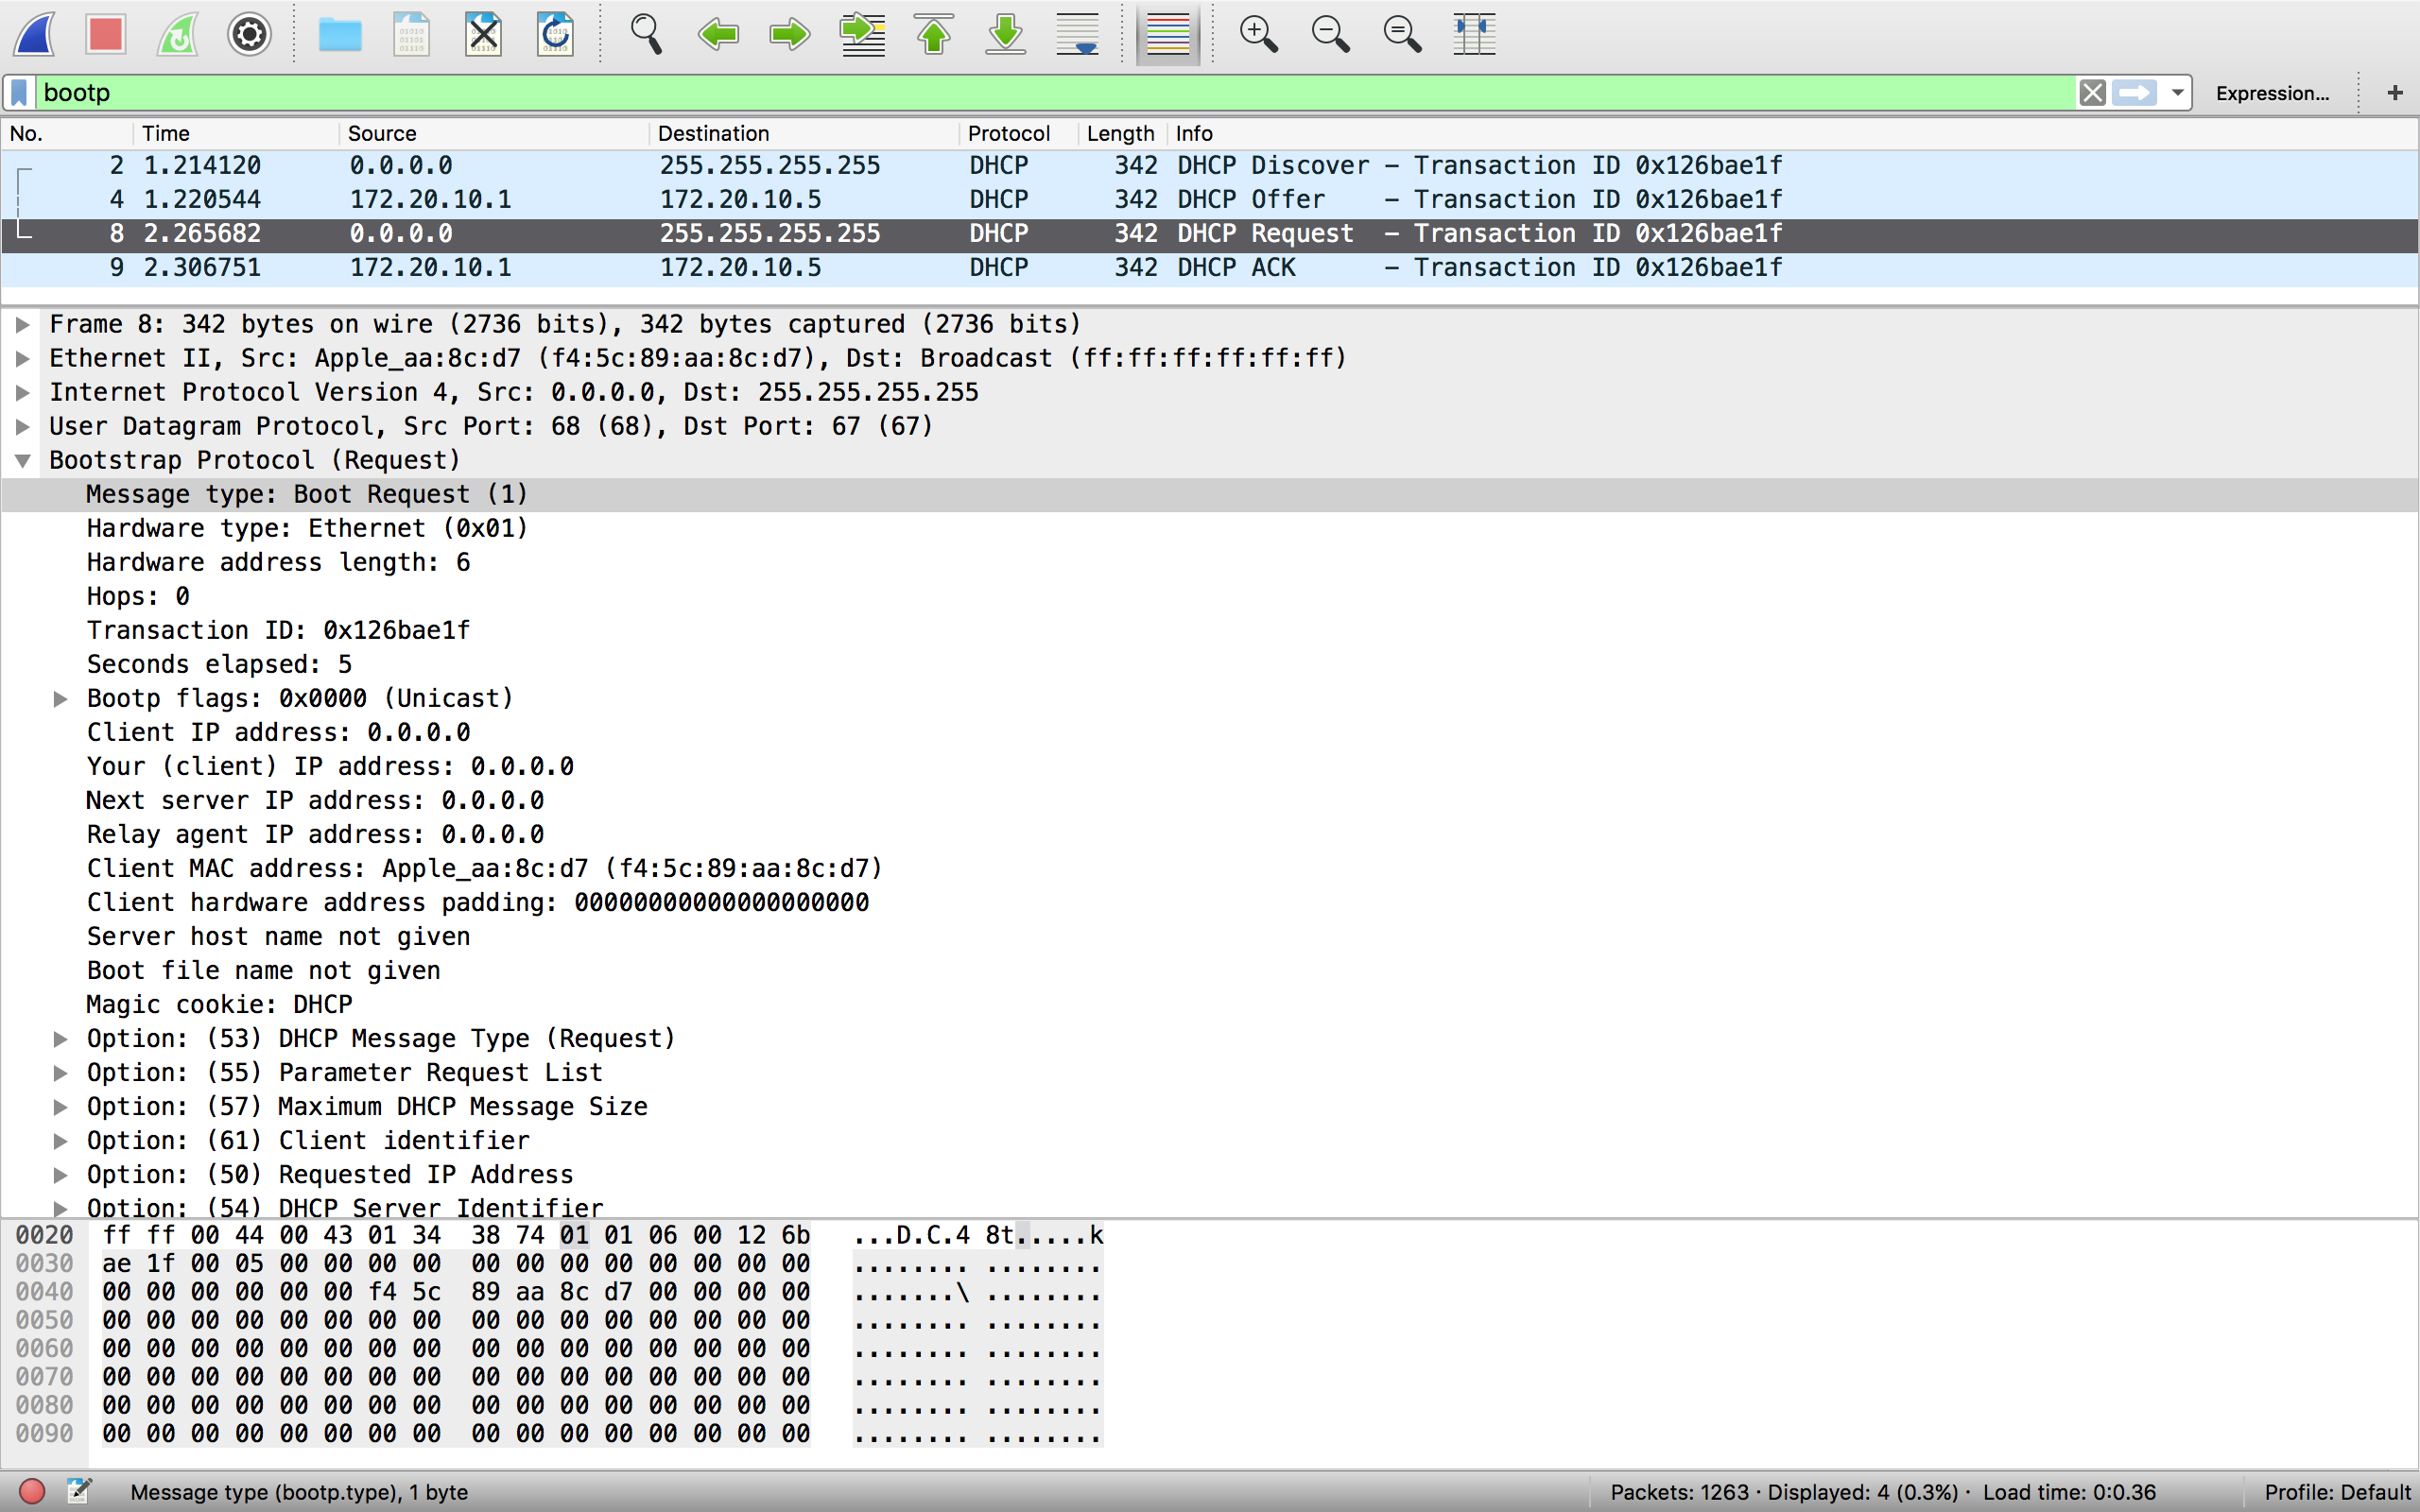 bootp
Expression...
+
No. Time Source Destination Protocol Length Info
2 1.214120 0.0.0.0 255.255.255.255 DHCP 342 DHCP Discover – Transaction ID 0x126bae1f
4 1.220544 172.20.10.1 172.20.10.5 DHCP 342 DHCP Offer – Transaction ID 0x126bae1f
8 2.265682 0.0.0.0 255.255.255.255 DHCP 342 DHCP Request – Transaction ID 0x126bae1f
9 2.306751 172.20.10.1 172.20.10.5 DHCP 342 DHCP ACK – Transaction ID 0x126bae1f
Frame 8: 342 bytes on wire (2736 bits), 342 bytes captured (2736 bits)
Ethernet II, Src: Apple_aa:8c:d7 (f4:5c:89:aa:8c:d7), Dst: Broadcast (ff:ff:ff:ff:ff:ff)
Internet Protocol Version 4, Src: 0.0.0.0, Dst: 255.255.255.255
User Datagram Protocol, Src Port: 68 (68), Dst Port: 67 (67)
Bootstrap Protocol (Request)
Message type: Boot Request (1)
Hardware type: Ethernet (0x01)
Hardware address length: 6
Hops: 0
Transaction ID: 0x126bae1f
Seconds elapsed: 5
Bootp flags: 0x0000 (Unicast)
Client IP address: 0.0.0.0
Your (client) IP address: 0.0.0.0
Next server IP address: 0.0.0.0
Relay agent IP address: 0.0.0.0
Client MAC address: Apple_aa:8c:d7 (f4:5c:89:aa:8c:d7)
Client hardware address padding: 00000000000000000000
Server host name not given
Boot file name not given
Magic cookie: DHCP
Option: (53) DHCP Message Type (Request)
Option: (55) Parameter Request List
Option: (57) Maximum DHCP Message Size
Option: (61) Client identifier
Option: (50) Requested IP Address
Option: (54) DHCP Server Identifier
0020 ff ff 00 44 00 43 01 34 38 74 01 01 06 00 12 6b ...D.C.4 8t.....k
0030 ae 1f 00 05 00 00 00 00 00 00 00 00 00 00 00 00 ........ ........
0040 00 00 00 00 00 00 f4 5c 89 aa 8c d7 00 00 00 00 .......\ ........
0050 00 00 00 00 00 00 00 00 00 00 00 00 00 00 00 00 ........ ........
0060 00 00 00 00 00 00 00 00 00 00 00 00 00 00 00 00 ........ ........
0070 00 00 00 00 00 00 00 00 00 00 00 00 00 00 00 00 ........ ........
0080 00 00 00 00 00 00 00 00 00 00 00 00 00 00 00 00 ........ ........
0090 00 00 00 00 00 00 00 00 00 00 00 00 00 00 00 00 ........ ........
Message type (bootp.type), 1 byte
Packets: 1263 · Displayed: 4 (0.3%) · Load time: 0:0.36
Profile: Default